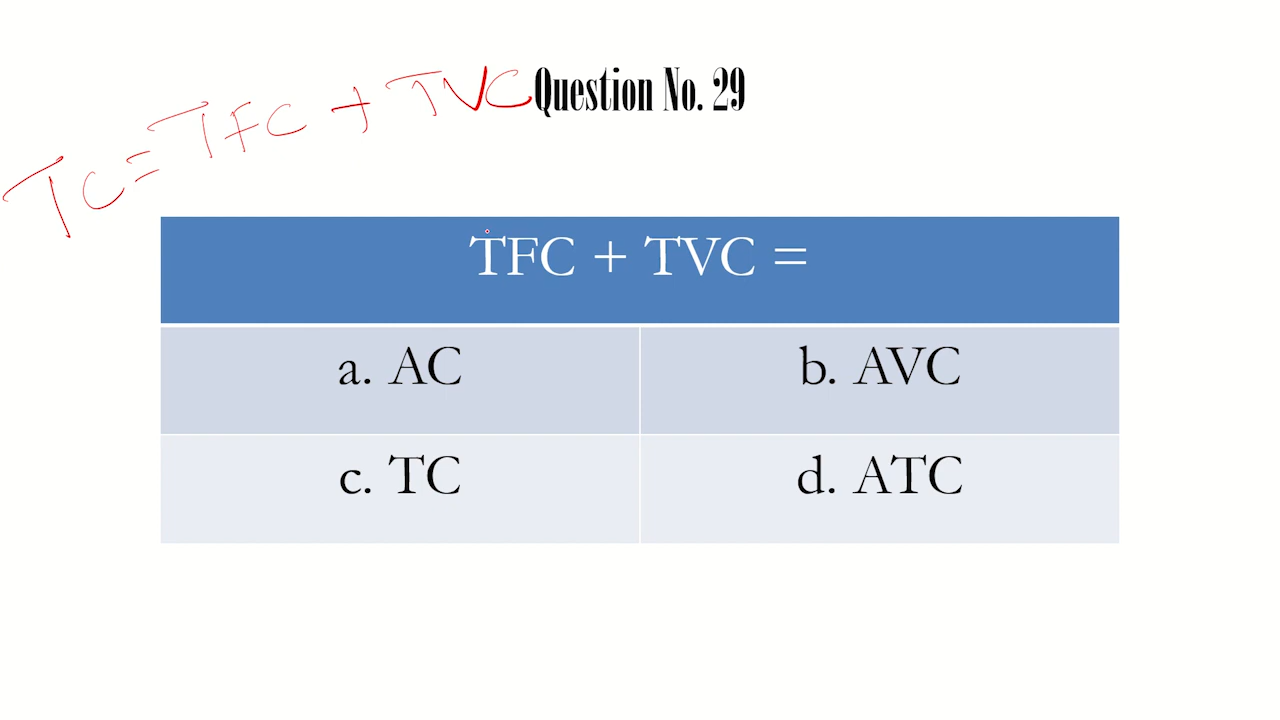 TC = TFC + TVC
Question No. 29
TFC + TVC =
a. AC
b. AVC
c. TC
d. ATC